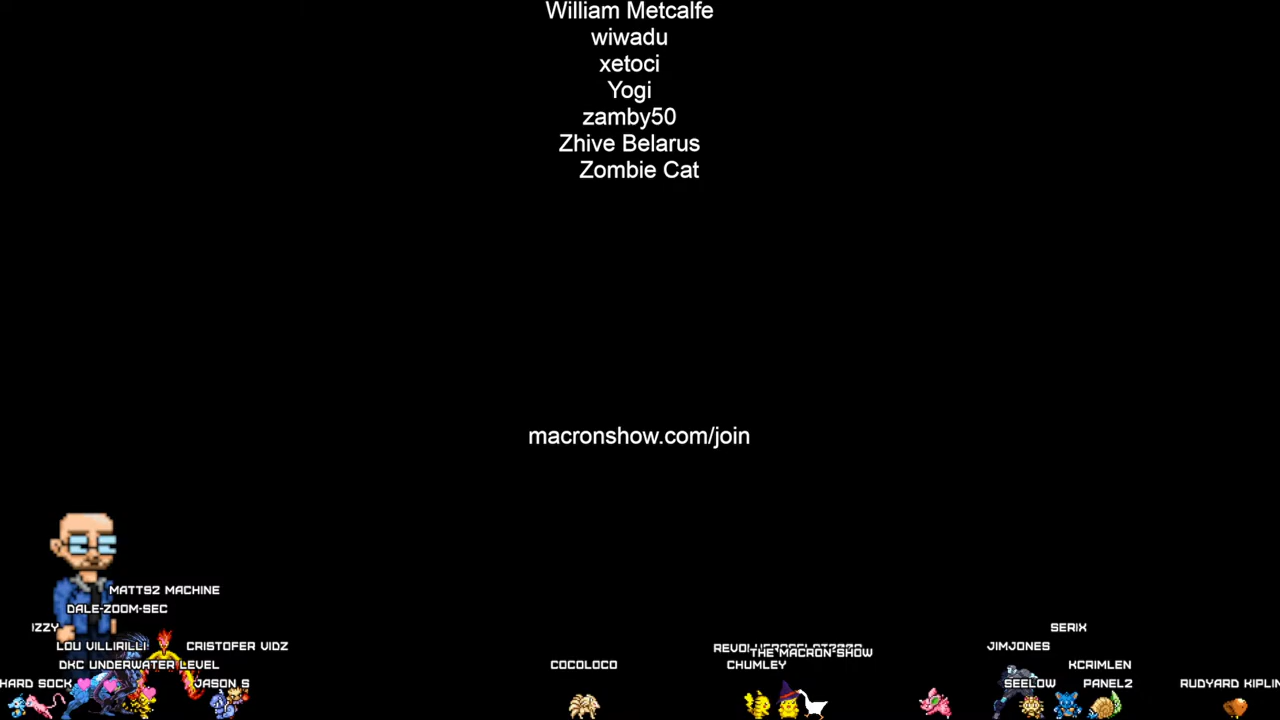 William Metcalfe
wiwadu
xetoci
Yogi
zamby50
Zhive Belarus
Zombie Cat
macronshow.com/join
MATT92 MACHINE
DALE-ZOOM-SEC
IZZY
SERIX
LOU VILLIRILLI
CRISTOFER VIDZ
THE MACRON SHOW
JIMJONES
DKC UNDERWATER LEVEL
COCOLOCO
CHUMLEY
KCRIMLEN
HARD SOCK
JASON S
SEELOW
PANEL2
RUDYARD KIPLIN